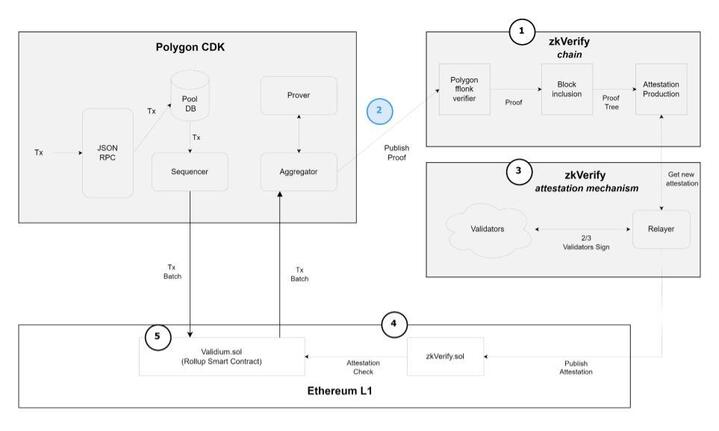 Polygon CDK
Tx
JSON
RPC
Tx
Pool
DB
Tx
Sequencer
Prover
Aggregator
2
Publish
Proof
1
zkVerify
chain
Polygon
fflonk
verifier
Proof
Block
inclusion
Proof
Tree
Attestation
Production
3
zkVerify
attestation mechanism
Get new
attestation
Validators
2/3
Validators Sign
Relayer
Tx
Batch
Tx
Batch
5
4
Validium.sol
(Rollup Smart Contract)
Attestation
Check
zkVerify.sol
Publish
Attestation
Ethereum L1